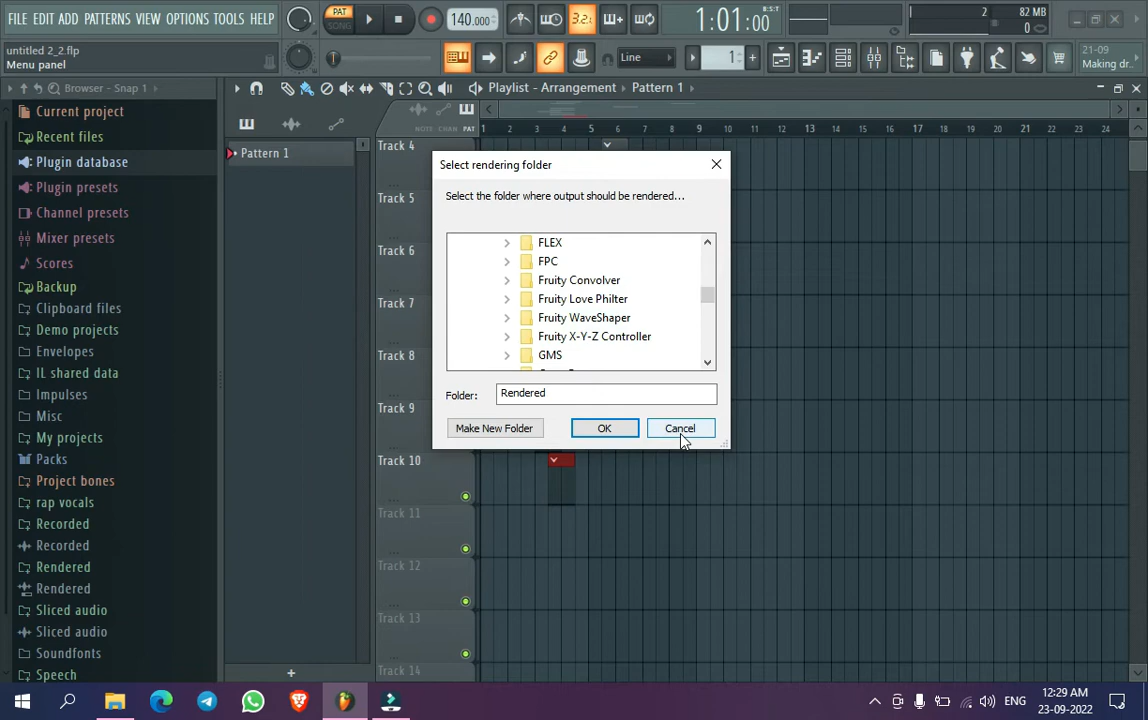 FILE EDIT ADD PATTERNS VIEW OPTIONS TOOLS HELP
PAT
SONG
140.000
3.2.
1:01:00
B:S:T
2
82 MB
0
untitled 2_2.flp
Menu panel
Line
1
21-09
Making dr..
Browser - Snap 1
Playlist - Arrangement
Pattern 1
Current project
Recent files
Plugin database
Plugin presets
Channel presets
Mixer presets
Scores
Backup
Clipboard files
Demo projects
Envelopes
IL shared data
Impulses
Misc
My projects
Packs
Project bones
rap vocals
Recorded
Recorded
Rendered
Rendered
Sliced audio
Sliced audio
Soundfonts
Speech
Pattern 1
NOTE CHAN PAT
1 2 3 4 5 6 7 8 9 10 11 12 13 14 15 16 17 18 19 20 21 22 23 24
Track 4
Track 5
Track 6
Track 7
Track 8
Track 9
Track 10
Track 11
Track 12
Track 13
Track 14
Select rendering folder
Select the folder where output should be rendered...
FLEX
FPC
Fruity Convolver
Fruity Love Philter
Fruity WaveShaper
Fruity X-Y-Z Controller
GMS
Folder:
Rendered
Make New Folder
OK
Cancel
ENG
12:29 AM
23-09-2022